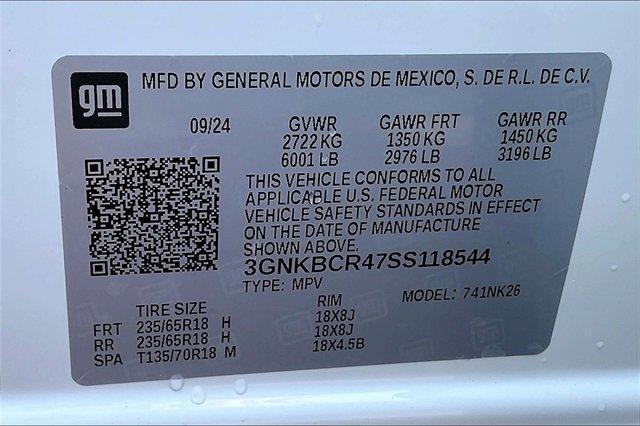 gm
MFD BY GENERAL MOTORS DE MEXICO, S. DE R.L. DE C.V.
09/24 GVWR GAWR FRT GAWR RR
2722 KG 1350 KG 1450 KG
6001 LB 2976 LB 3196 LB
THIS VEHICLE CONFORMS TO ALL
APPLICABLE U.S. FEDERAL MOTOR
VEHICLE SAFETY STANDARDS IN EFFECT
ON THE DATE OF MANUFACTURE
SHOWN ABOVE.
3GNKBCR47SS118544
TYPE: MPV MODEL: 741NK26
TIRE SIZE RIM
FRT 235/65R18 H 18X8J
RR 235/65R18 H 18X8J
SPA T135/70R18 M 18X4.5B